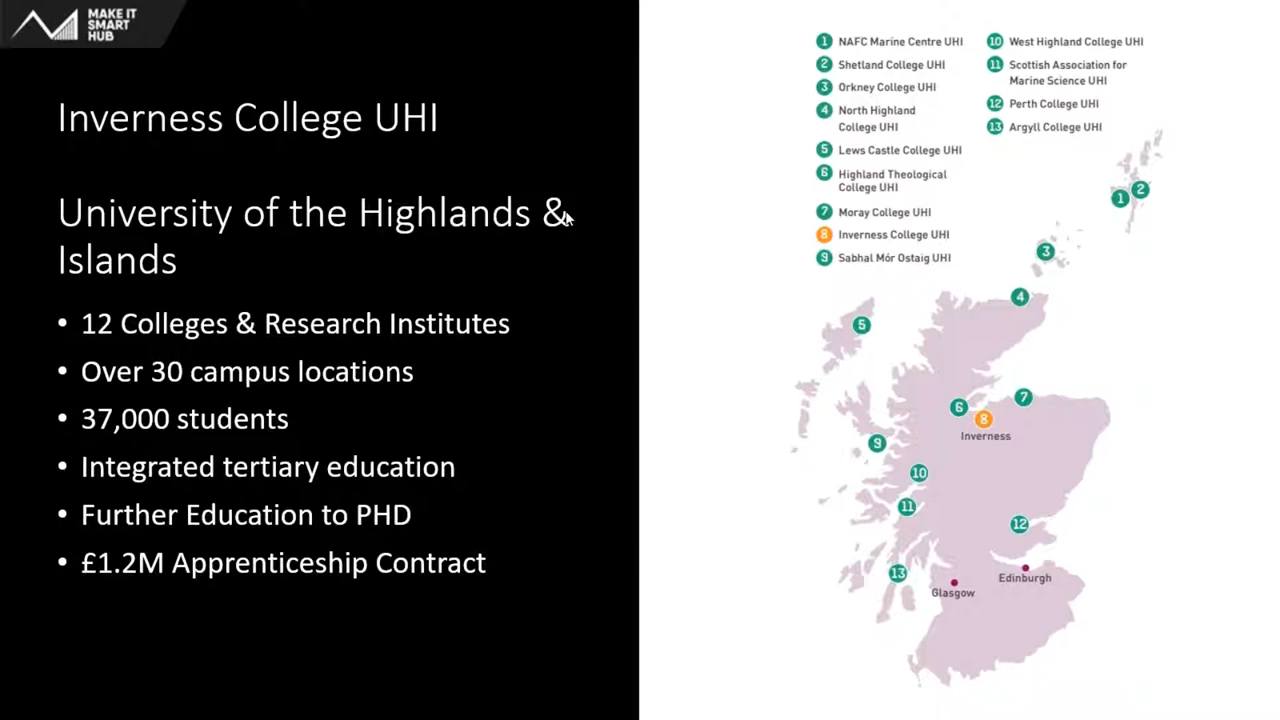 MAKE IT
SMART
HUB
Inverness College UHI
University of the Highlands &
Islands
• 12 Colleges & Research Institutes
• Over 30 campus locations
• 37,000 students
• Integrated tertiary education
• Further Education to PHD
• £1.2M Apprenticeship Contract
1 NAFC Marine Centre UHI
2 Shetland College UHI
3 Orkney College UHI
4 North Highland
College UHI
5 Lews Castle College UHI
6 Highland Theological
College UHI
7 Moray College UHI
8 Inverness College UHI
9 Sabhal Mór Ostaig UHI
10 West Highland College UHI
11 Scottish Association for
Marine Science UHI
12 Perth College UHI
13 Argyll College UHI
1
2
3
4
5
6
7
8
Inverness
9
10
11
12
13
Edinburgh
Glasgow